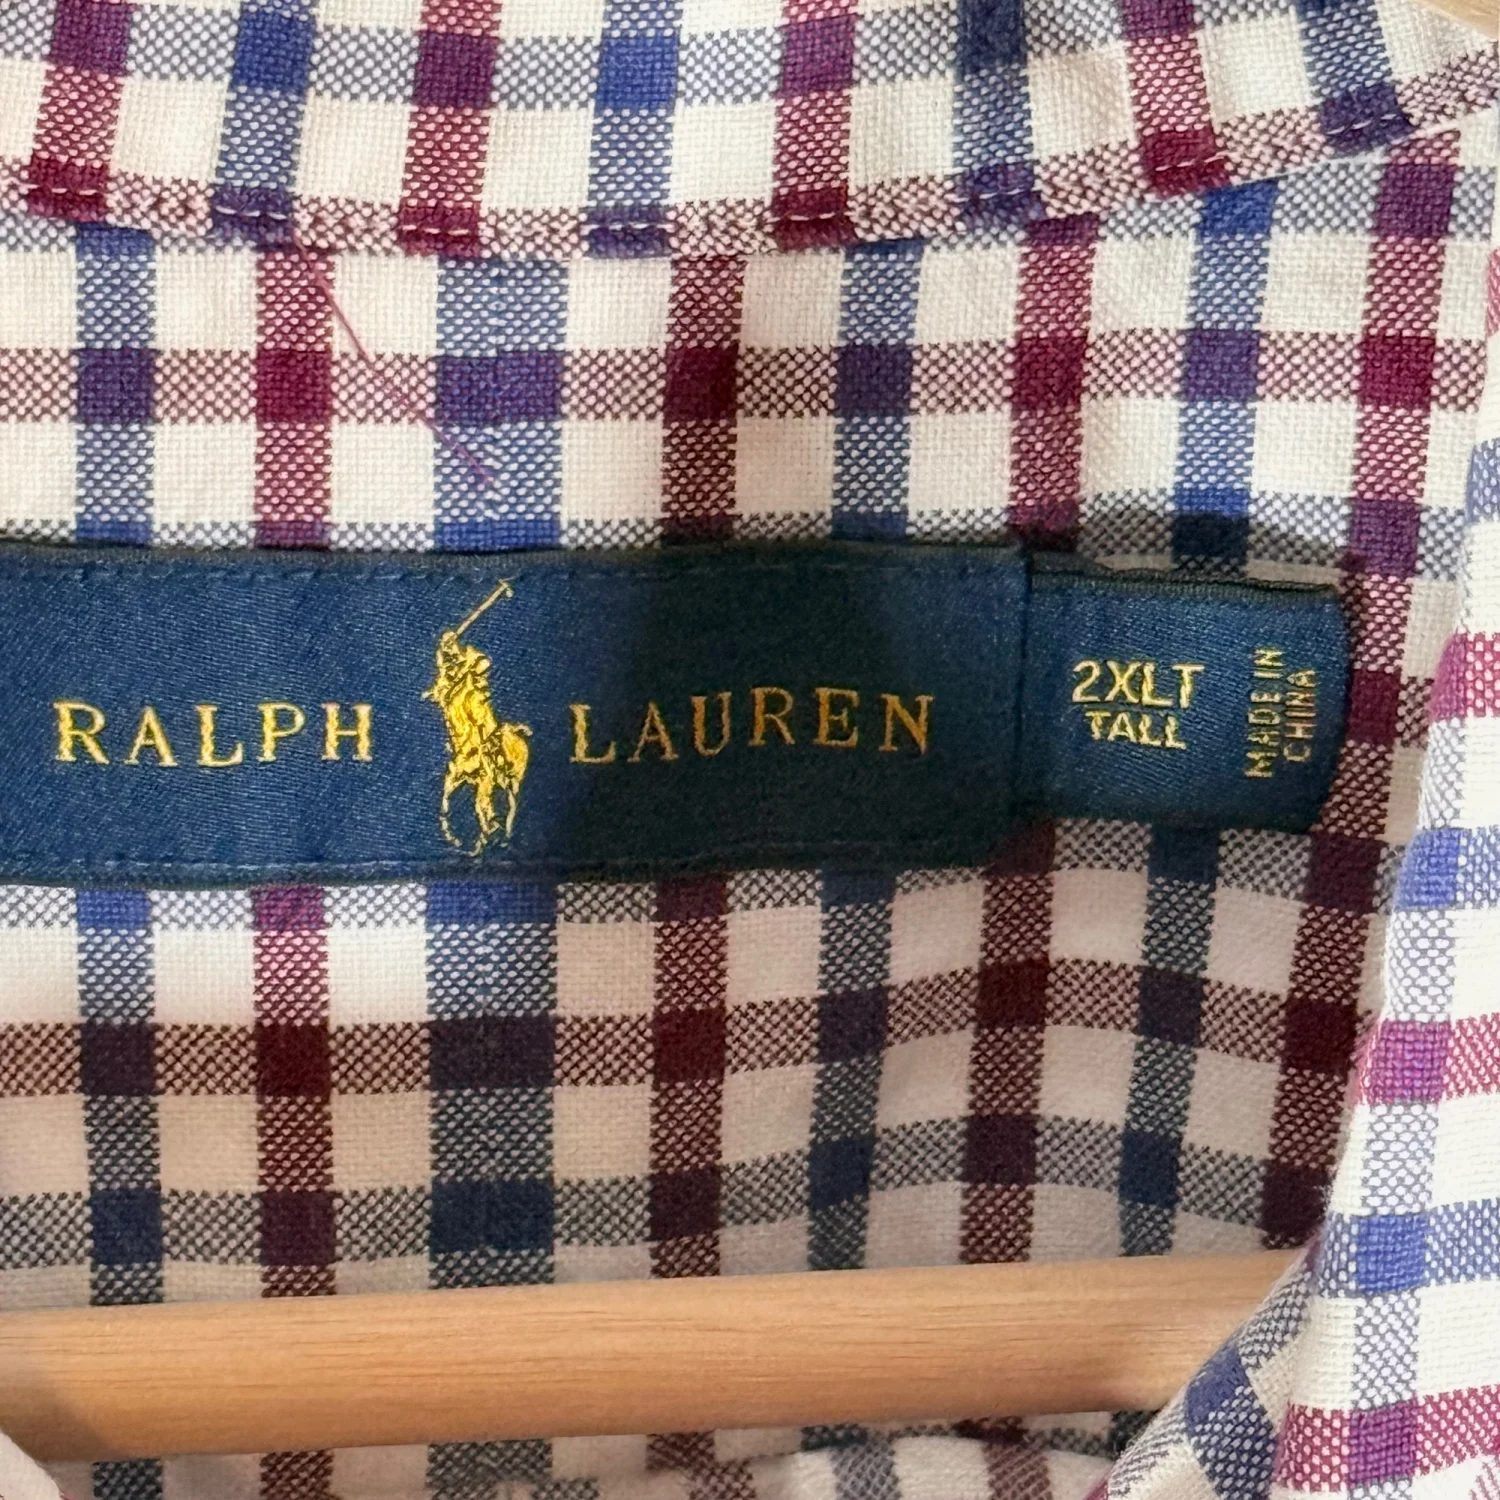 RALPH LAUREN
2XLT
TALL
MADE IN
CHINA